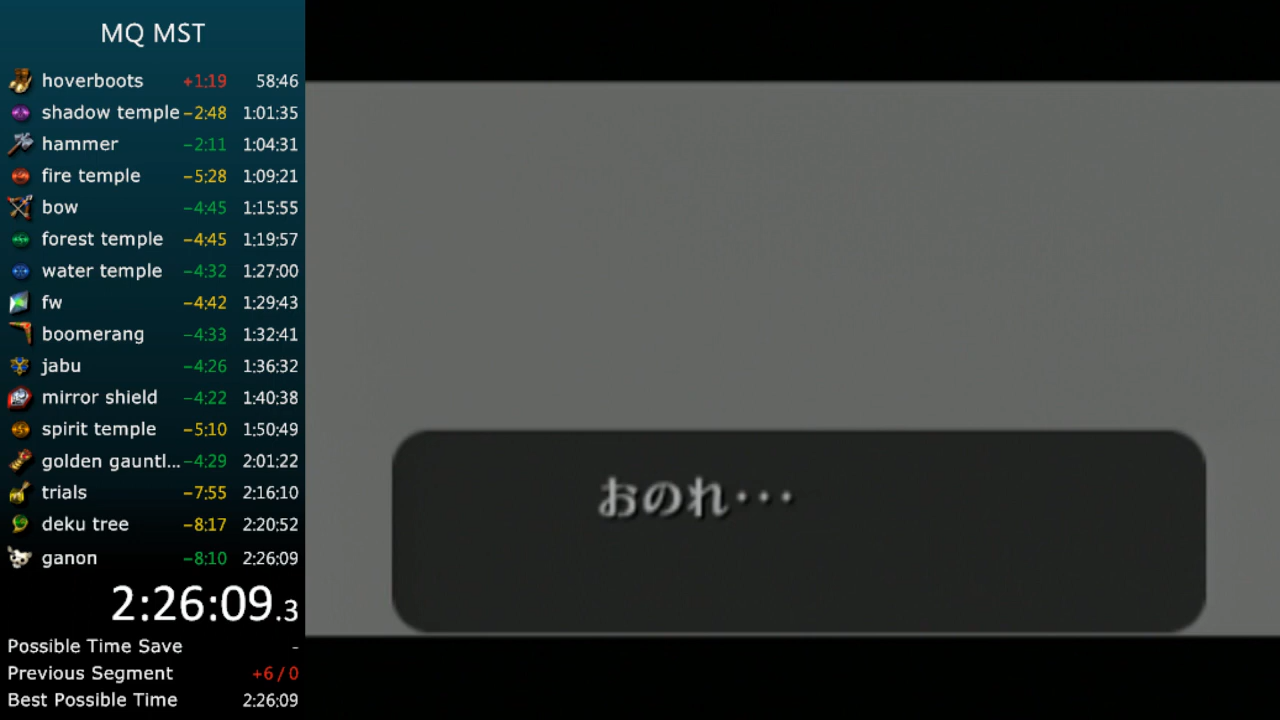 MQ MST
hoverboots +1:19 58:46
shadow temple −2:48 1:01:35
hammer −2:11 1:04:31
fire temple −5:28 1:09:21
bow −4:45 1:15:55
forest temple −4:45 1:19:57
water temple −4:32 1:27:00
fw −4:42 1:29:43
boomerang −4:33 1:32:41
jabu −4:26 1:36:32
mirror shield −4:22 1:40:38
spirit temple −5:10 1:50:49
golden gauntl... −4:29 2:01:22
trials −7:55 2:16:10
deku tree −8:17 2:20:52
ganon −8:10 2:26:09
2:26:09.3
Possible Time Save -
Previous Segment +6 / 0
Best Possible Time 2:26:09
おのれ・・・